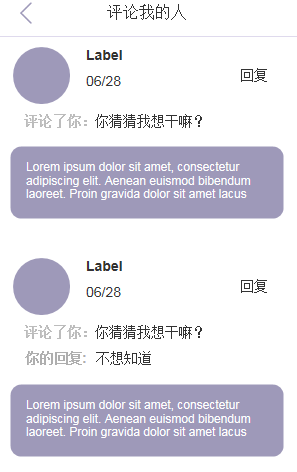 评论我的人
Label
06/28
回复
评论了你：你猜猜我想干嘛？
Lorem ipsum dolor sit amet, consectetur
adipiscing elit. Aenean euismod bibendum
laoreet. Proin gravida dolor sit amet lacus
Label
06/28
回复
评论了你：你猜猜我想干嘛？
你的回复: 不想知道
Lorem ipsum dolor sit amet, consectetur
adipiscing elit. Aenean euismod bibendum
laoreet. Proin gravida dolor sit amet lacus